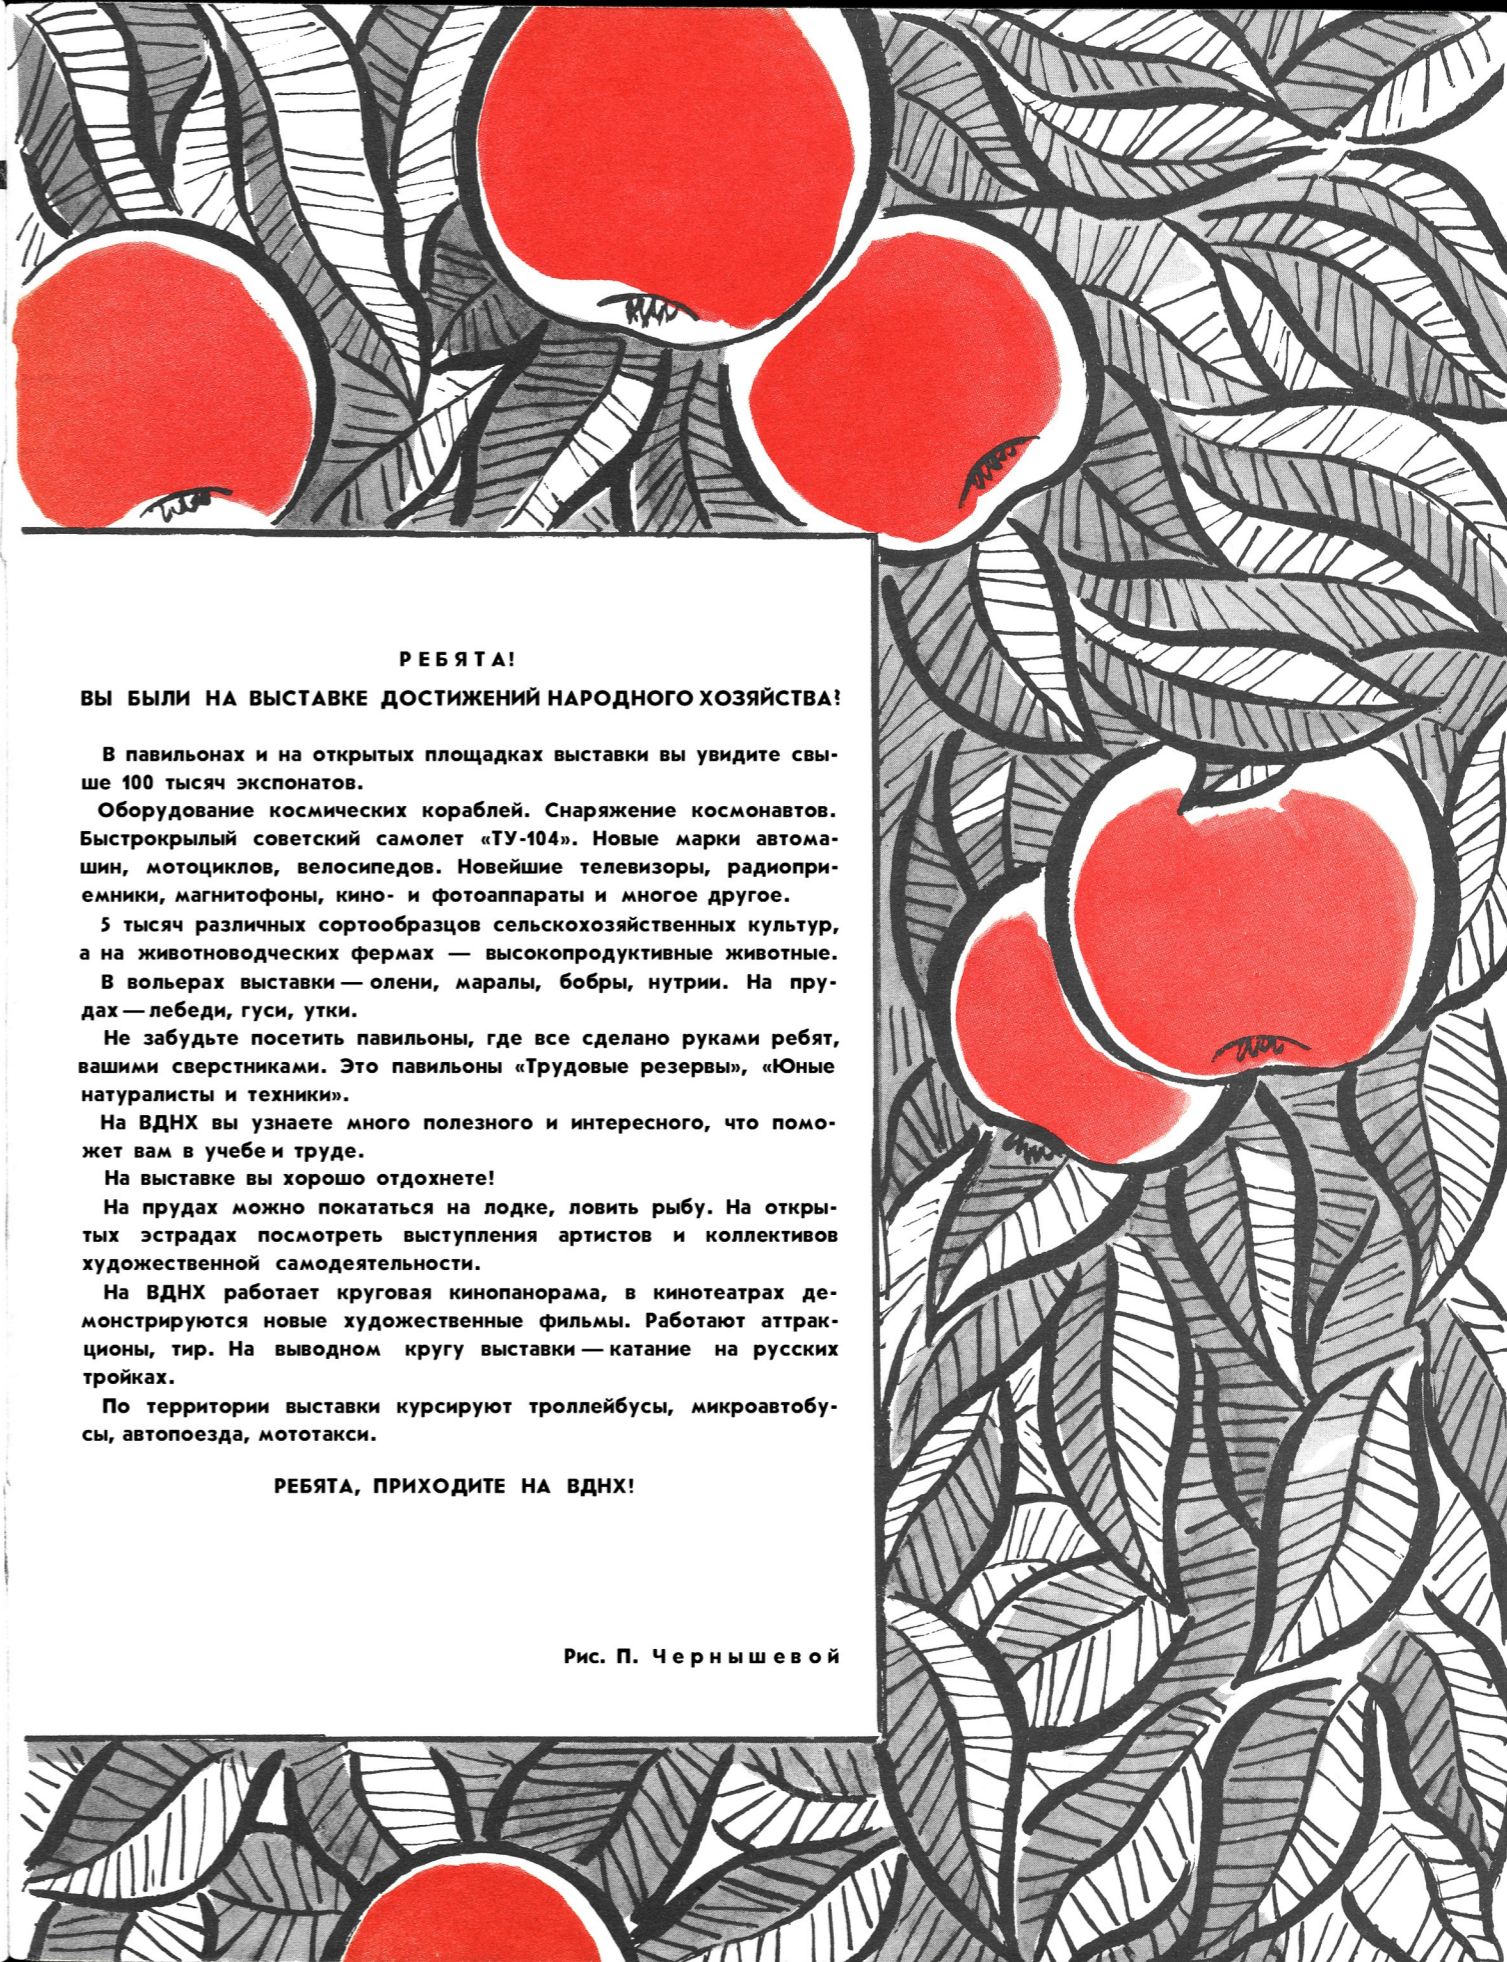 РЕБЯТА!
ВЫ БЫЛИ НА ВЫСТАВКЕ ДОСТИЖЕНИЙ НАРОДНОГО ХОЗЯЙСТВА?
В павильонах и на открытых площадках выставки вы увидите свы-
ше 100 тысяч экспонатов.
Оборудование космических кораблей. Снаряжение космонавтов.
Быстрокрылый советский самолет «ТУ-104». Новые марки автома-
шин, мотоциклов, велосипедов. Новейшие телевизоры, радиопри-
емники, магнитофоны, кино- и фотоаппараты и многое другое.
5 тысяч различных сортообразцов сельскохозяйственных культур,
а на животноводческих фермах — высокопродуктивные животные.
В вольерах выставки — олени, маралы, бобры, нутрии. На пру-
дах — лебеди, гуси, утки.
Не забудьте посетить павильоны, где все сделано руками ребят,
вашими сверстниками. Это павильоны «Трудовые резервы», «Юные
натуралисты и техники».
На ВДНХ вы узнаете много полезного и интересного, что помо-
жет вам в учебе и труде.
На выставке вы хорошо отдохнете!
На прудах можно покататься на лодке, ловить рыбу. На откры-
тых эстрадах посмотреть выступления артистов и коллективов
художественной самодеятельности.
На ВДНХ работает круговая кинопанорама, в кинотеатрах де-
монстрируются новые художественные фильмы. Работают аттрак-
ционы, тир. На выводном кругу выставки — катание на русских
тройках.
По территории выставки курсируют троллейбусы, микроавтобу-
сы, автопоезда, мототакси.
РЕБЯТА, ПРИХОДИТЕ НА ВДНХ!
Рис. П. Чернышевой